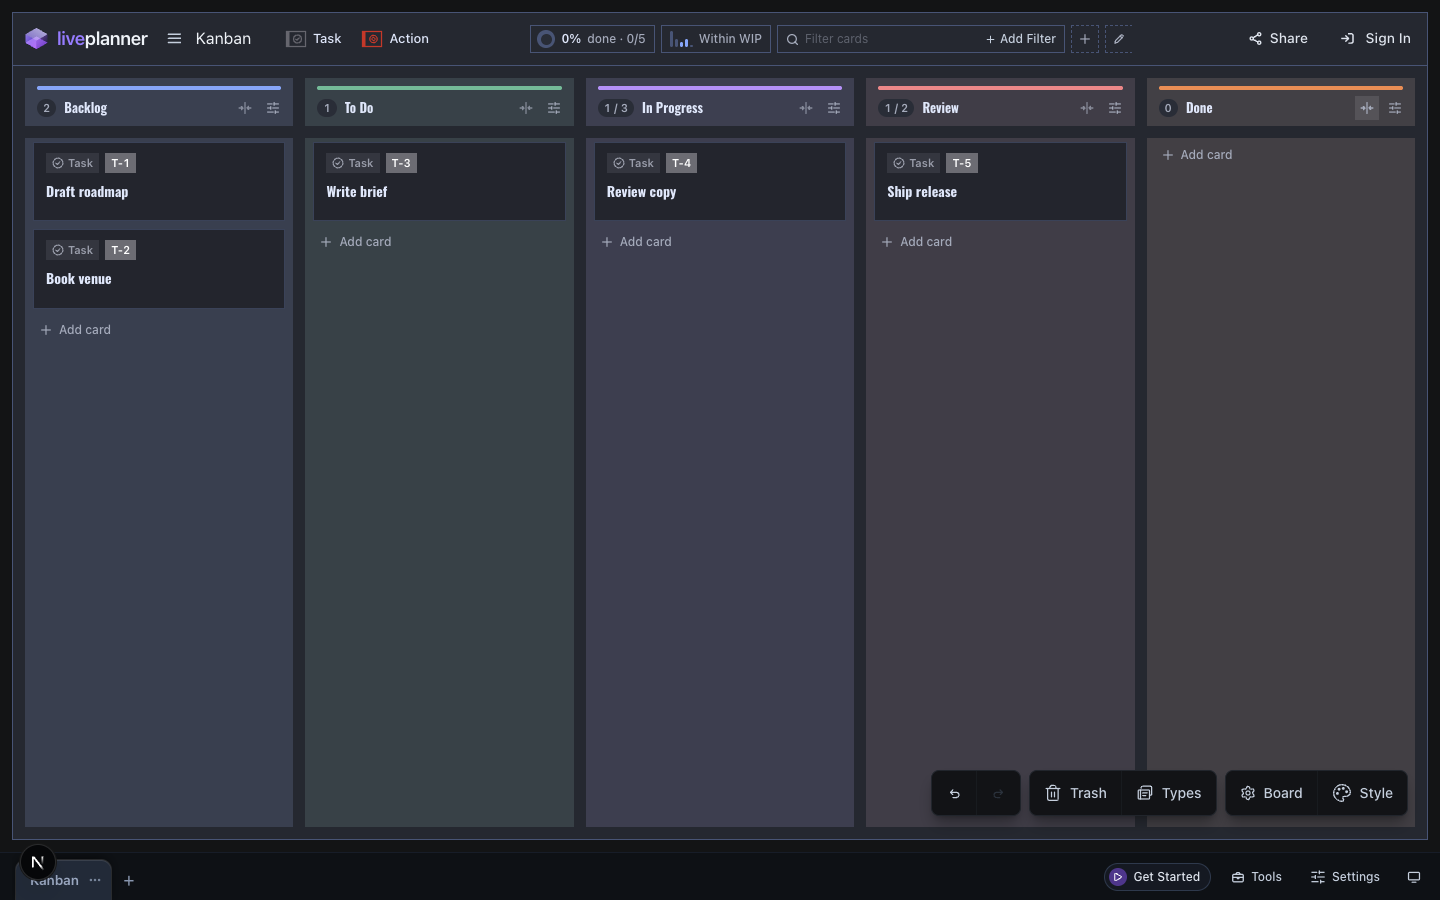 liveplanner
Kanban
Task
Action
0% done · 0/5
Within WIP
Filter cards
+ Add Filter
Share
Sign In
2 Backlog
1 To Do
1 / 3 In Progress
1 / 2 Review
0 Done
Task T-1
Draft roadmap
Task T-2
Book venue
+ Add card
Task T-3
Write brief
+ Add card
Task T-4
Review copy
+ Add card
Task T-5
Ship release
+ Add card
+ Add card
Trash
Types
Board
Style
N
Kanban ···
+
Get Started
Tools
Settings